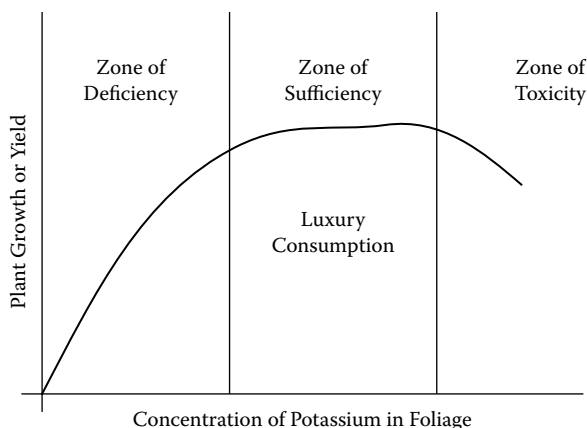 Zone of
Deficiency
Zone of
Sufficiency
Zone of
Toxicity
Luxury
Consumption
Plant Growth or Yield
Concentration of Potassium in Foliage